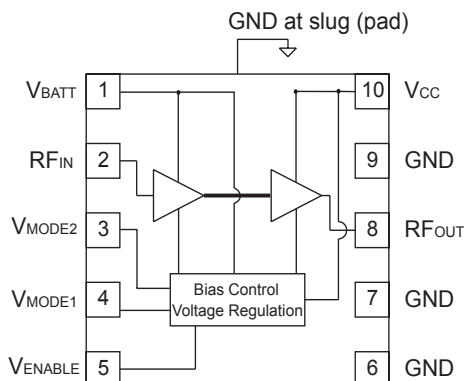 GND at slug (pad)
VBATT 1
10 VCC
RFIN 2
9 GND
VMODE2 3
8 RFOUT
VMODE1 4
7 GND
VENABLE 5
6 GND
Bias Control
Voltage Regulation